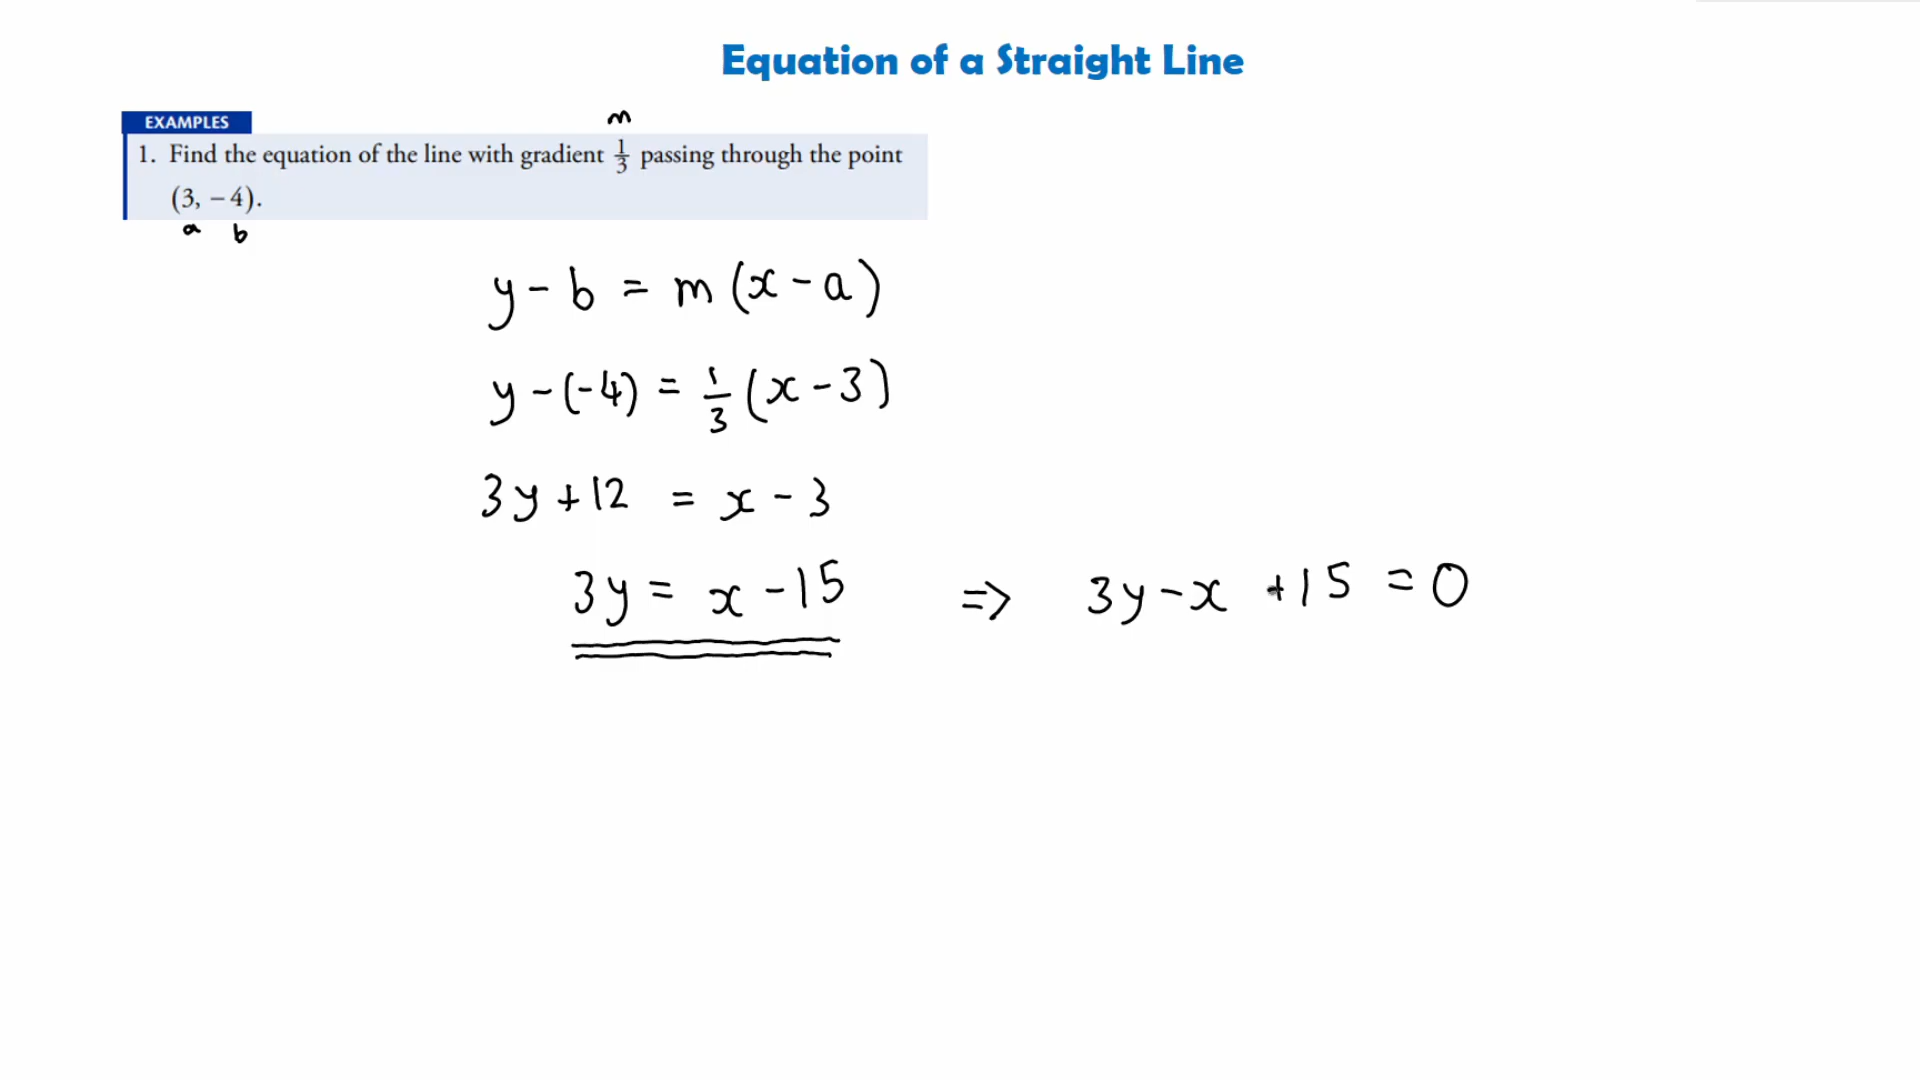 Equation of a Straight Line
EXAMPLES
m
1. Find the equation of the line with gradient 1/3 passing through the point
(3, −4).
a b
y - b = m (x - a)
y - (-4) = 1/3 (x - 3)
3y + 12 = x - 3
3y = x - 15 ⇒ 3y - x + 15 = 0